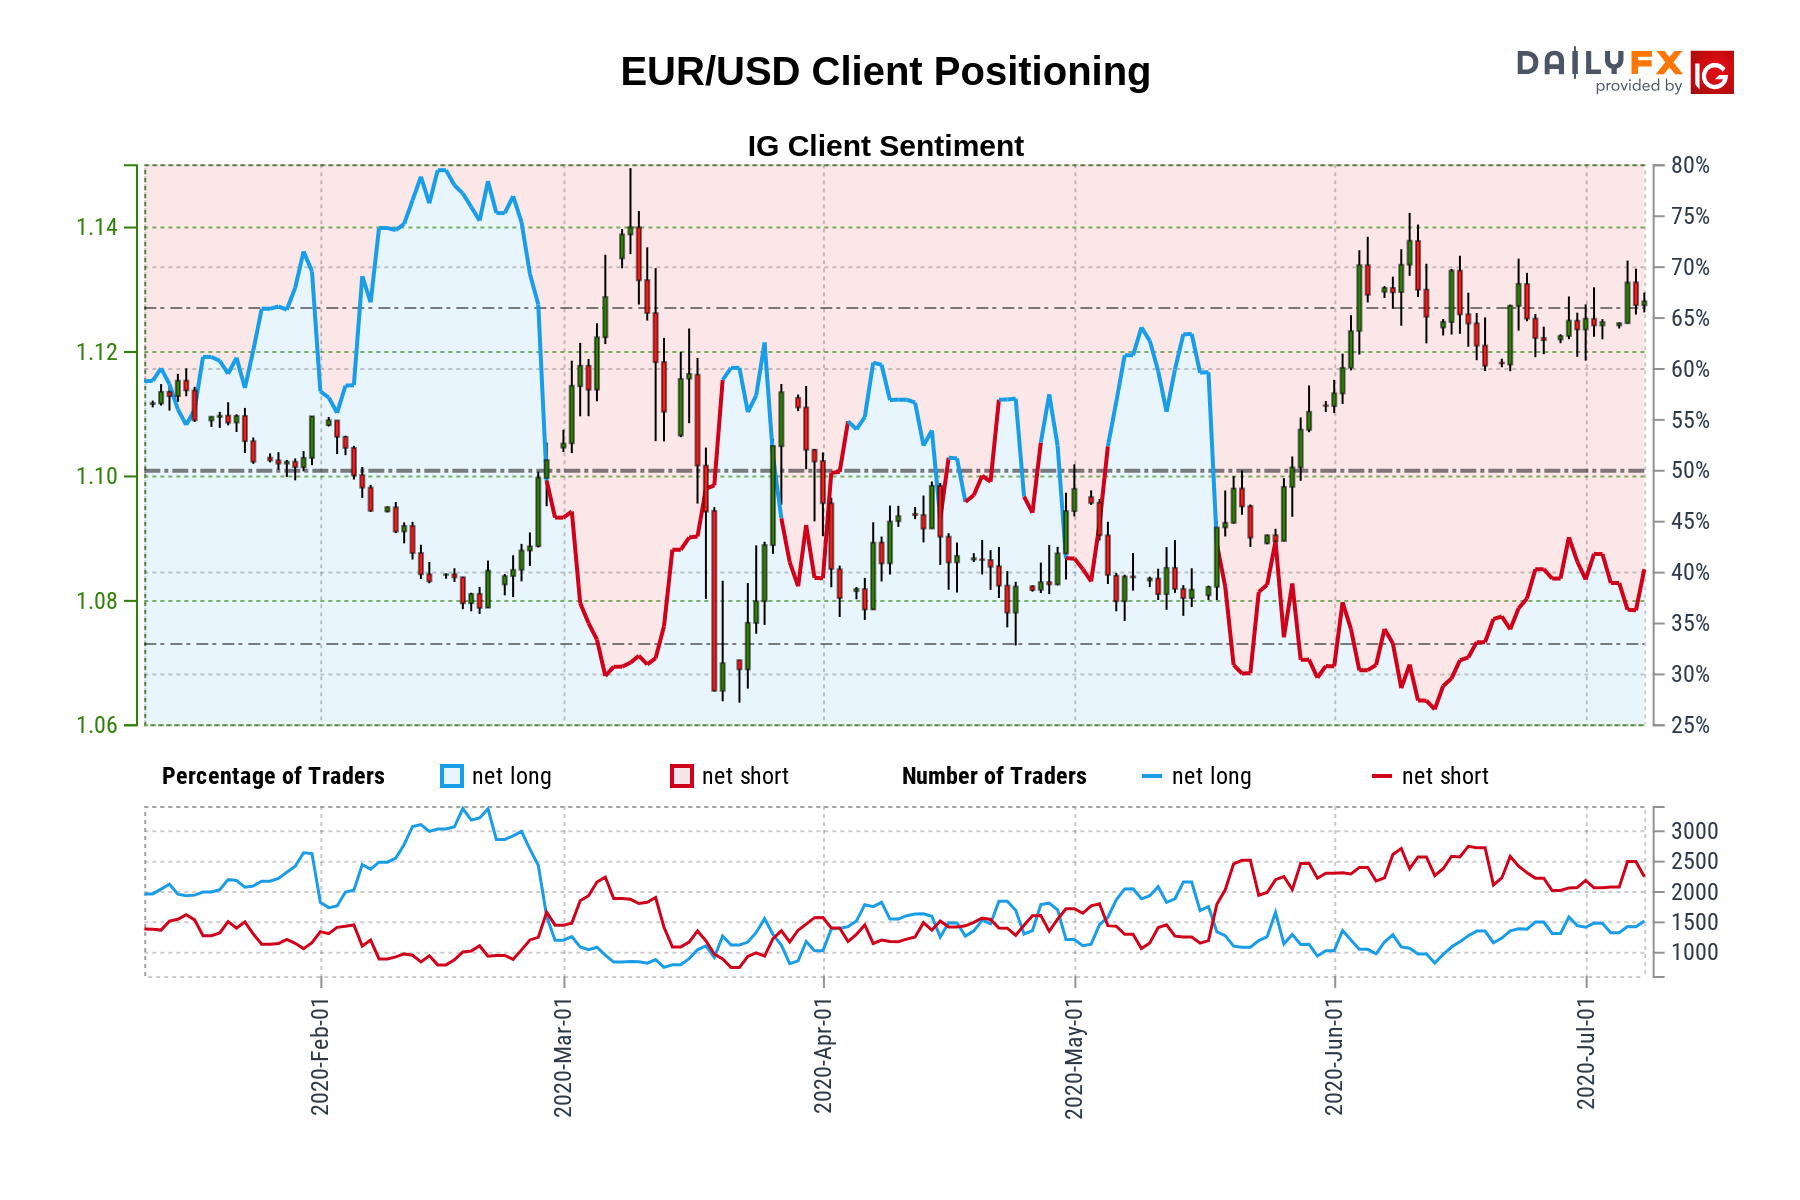 EUR/USD Client Positioning
DAILYFX
provided by
IG
IG Client Sentiment
1.14
1.12
1.10
1.08
1.06
80%
75%
70%
65%
60%
55%
50%
45%
40%
35%
30%
25%
Percentage of Traders net long net short Number of Traders net long net short
3000
2500
2000
1500
1000
2020-Feb-01
2020-Mar-01
2020-Apr-01
2020-May-01
2020-Jun-01
2020-Jul-01